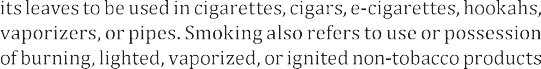 its leaves to be used in cigarettes, cigars, e-cigarettes, hookahs,
vaporizers, or pipes. Smoking also refers to use or possession
of burning, lighted, vaporized, or ignited non-tobacco products